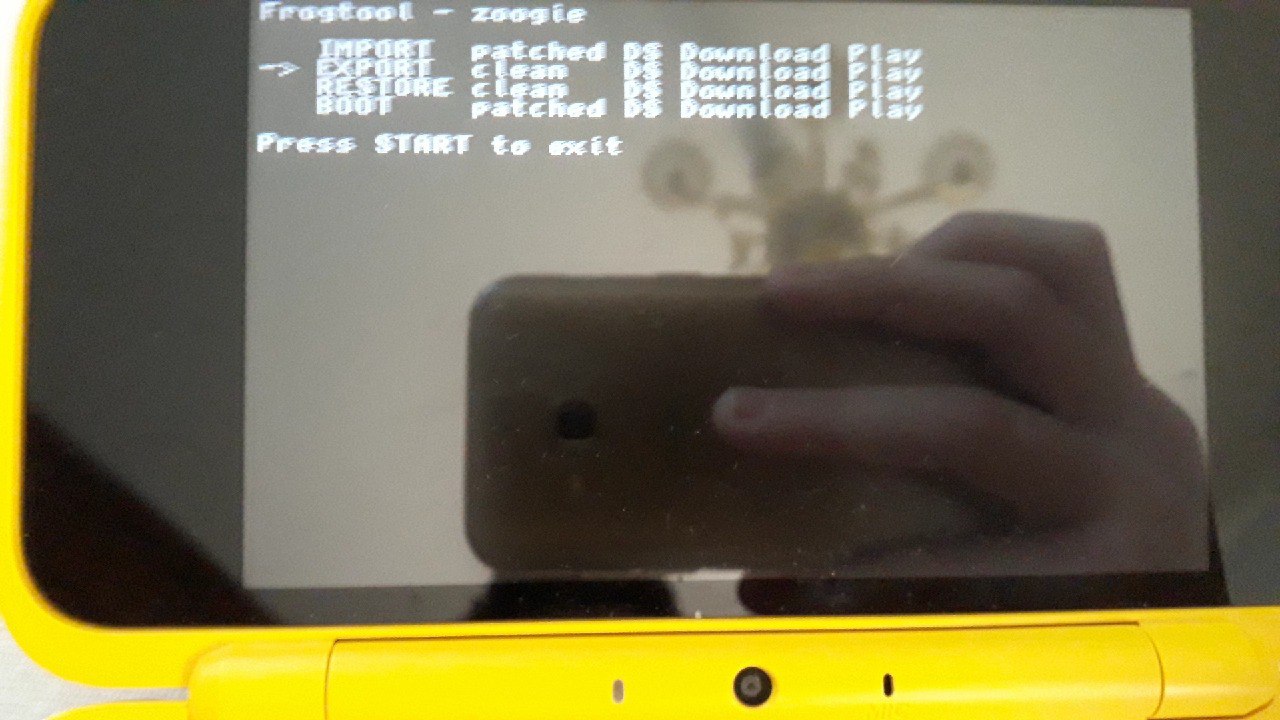 Frogtool - zoogie
IMPORT patched DS Download Play
-> EXPORT clean DS Download Play
RESTORE clean DS Download Play
BOOT patched DS Download Play
Press START to exit